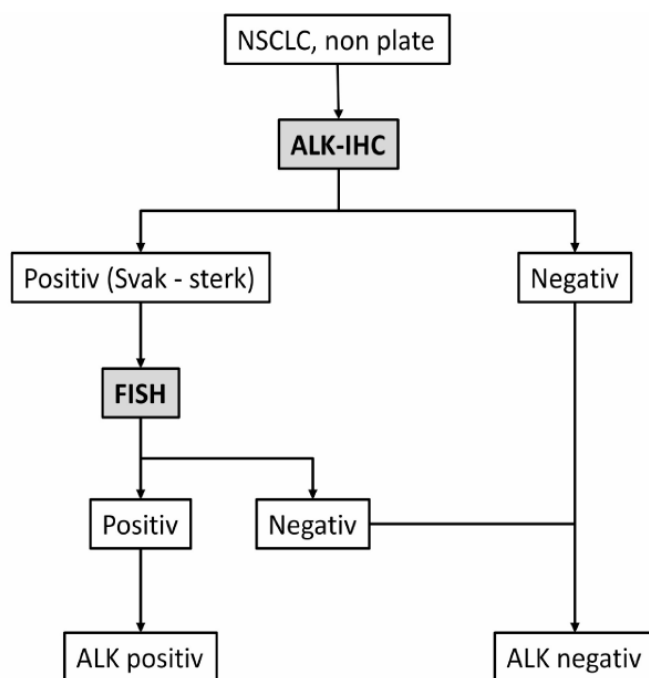 NSCLC, non plate
ALK-IHC
Positiv (Svak - sterk)
Negativ
FISH
Positiv
Negativ
ALK positiv
ALK negativ